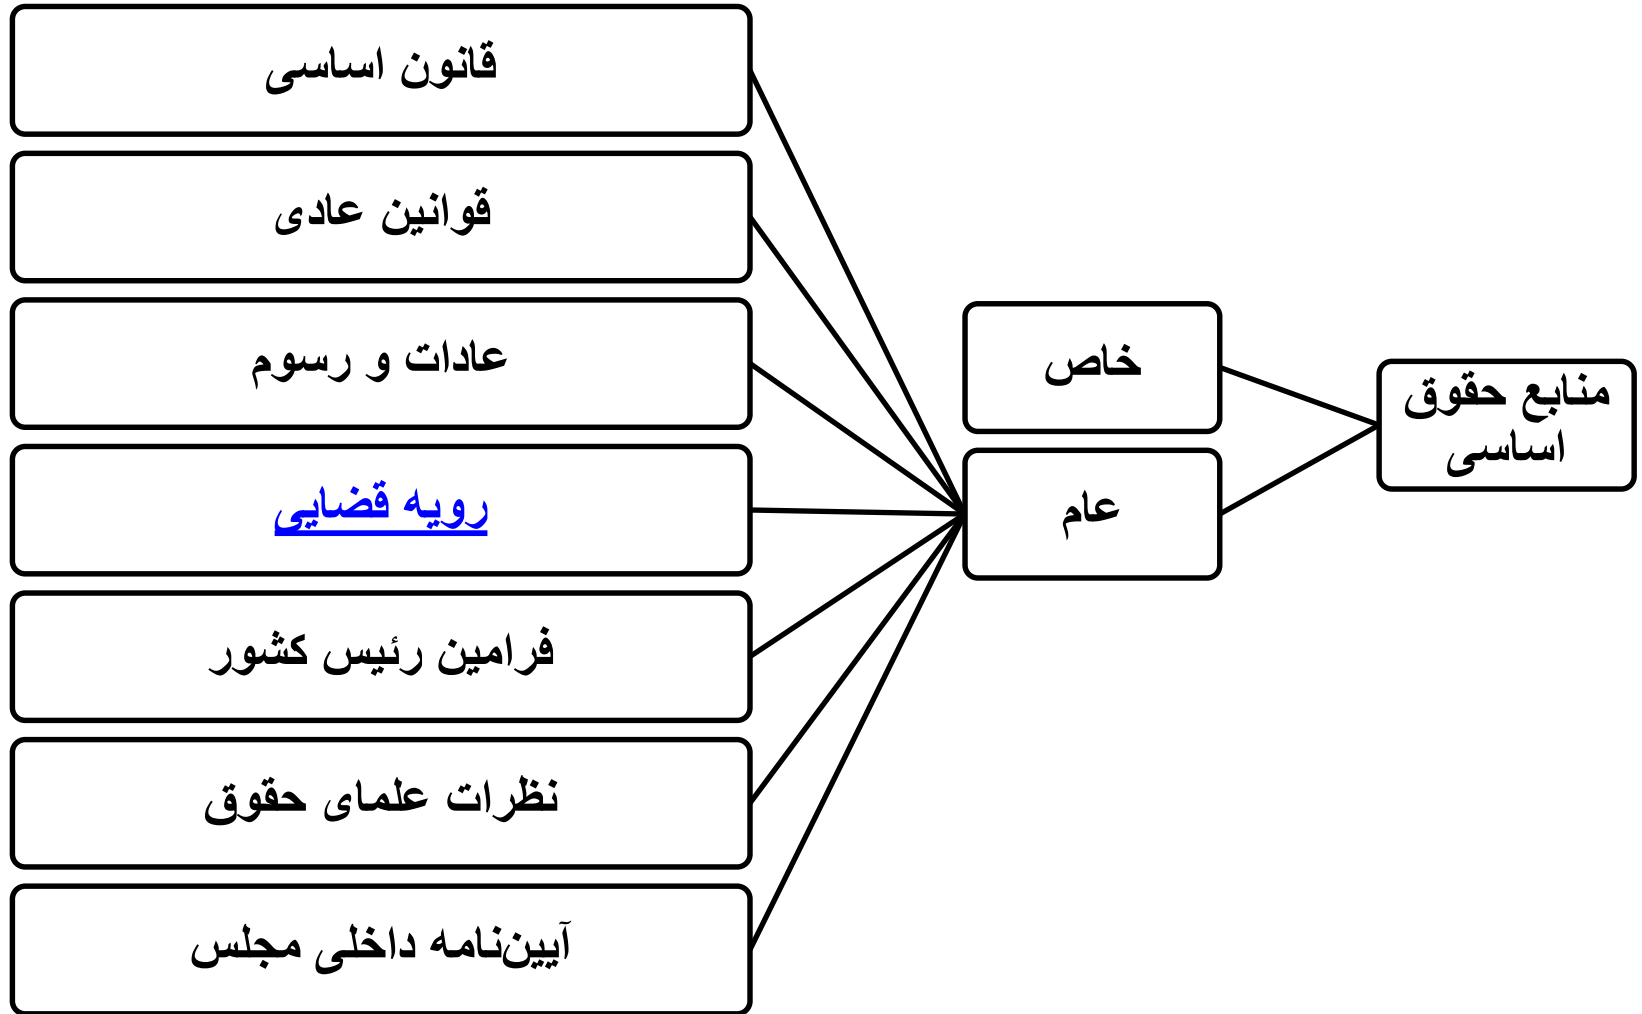 منابع حقوق
اساسی
خاص
عام
قانون اساسی
قوانین عادی
عادات و رسوم
رویه قضایی
فرامین رئیس کشور
نظرات علمای حقوق
آیین‌نامه داخلی مجلس